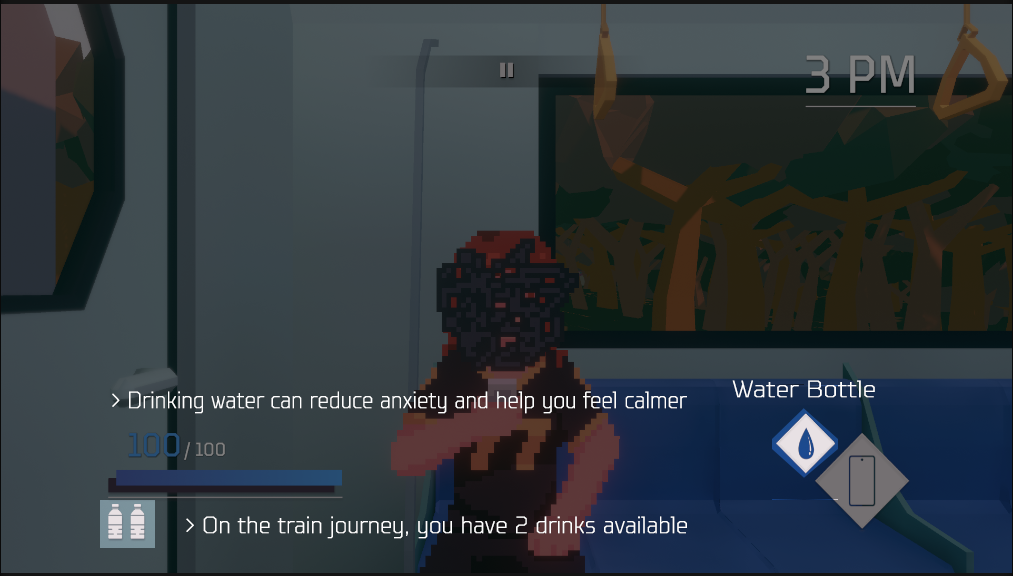 3 PM
Water Bottle
> Drinking water can reduce anxiety and help you feel calmer
100 / 100
> On the train journey, you have 2 drinks available